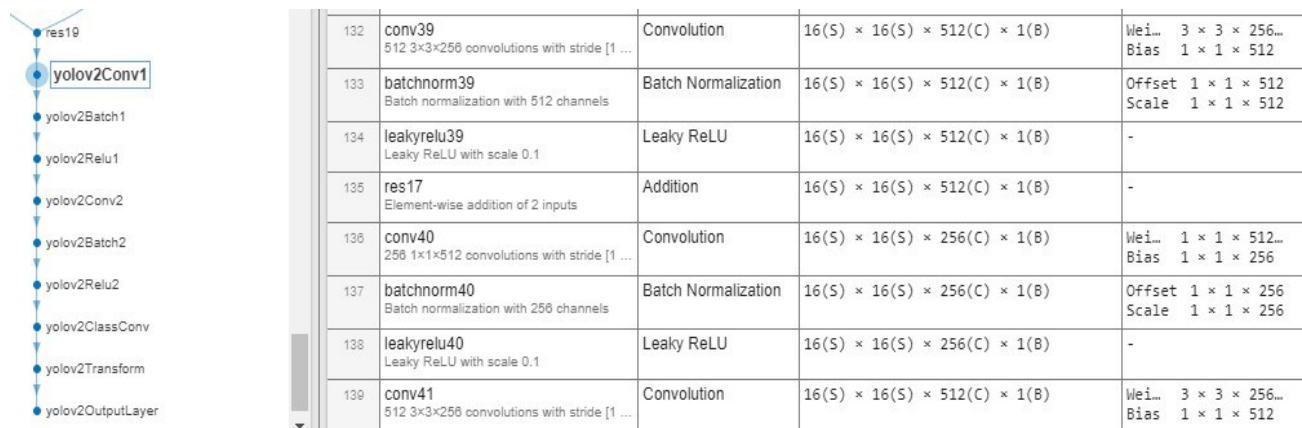 res19
yolov2Conv1
yolov2Batch1
yolov2Relu1
yolov2Conv2
yolov2Batch2
yolov2Relu2
yolov2ClassConv
yolov2Transform
yolov2OutputLayer
132 conv39 Convolution 16(S) × 16(S) × 512(C) × 1(B) Wei… 3 × 3 × 256…
512 3×3×256 convolutions with stride [1 ... Bias 1 × 1 × 512
133 batchnorm39 Batch Normalization 16(S) × 16(S) × 512(C) × 1(B) Offset 1 × 1 × 512
Batch normalization with 512 channels Scale 1 × 1 × 512
134 leakyrelu39 Leaky ReLU 16(S) × 16(S) × 512(C) × 1(B) -
Leaky ReLU with scale 0.1
135 res17 Addition 16(S) × 16(S) × 512(C) × 1(B) -
Element-wise addition of 2 inputs
136 conv40 Convolution 16(S) × 16(S) × 256(C) × 1(B) Wei… 1 × 1 × 512…
256 1×1×512 convolutions with stride [1 ... Bias 1 × 1 × 256
137 batchnorm40 Batch Normalization 16(S) × 16(S) × 256(C) × 1(B) Offset 1 × 1 × 256
Batch normalization with 256 channels Scale 1 × 1 × 256
138 leakyrelu40 Leaky ReLU 16(S) × 16(S) × 256(C) × 1(B) -
Leaky ReLU with scale 0.1
139 conv41 Convolution 16(S) × 16(S) × 512(C) × 1(B) Wei… 3 × 3 × 256…
512 3×3×256 convolutions with stride [1 ... Bias 1 × 1 × 512